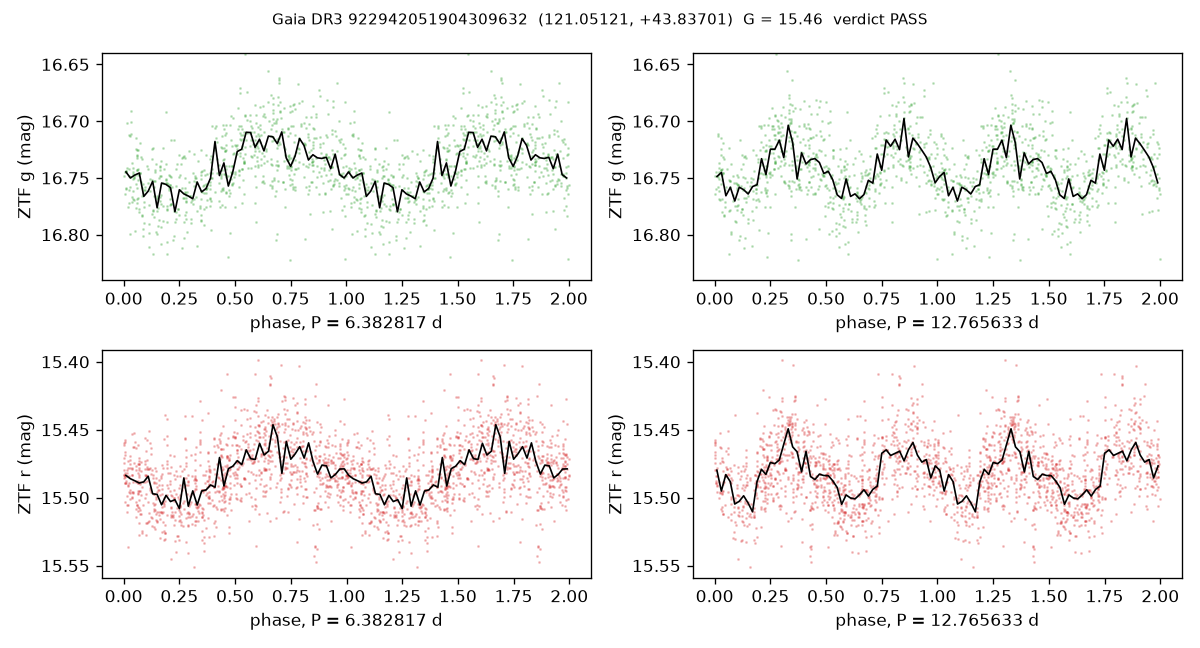 Gaia DR3 922942051904309632 (121.05121, +43.83701) G = 15.46 verdict PASS
ZTF g (mag)
16.65
16.70
16.75
16.80
0.00 0.25 0.50 0.75 1.00 1.25 1.50 1.75 2.00
phase, P = 6.382817 d
ZTF g (mag)
16.65
16.70
16.75
16.80
0.00 0.25 0.50 0.75 1.00 1.25 1.50 1.75 2.00
phase, P = 12.765633 d
ZTF r (mag)
15.40
15.45
15.50
15.55
0.00 0.25 0.50 0.75 1.00 1.25 1.50 1.75 2.00
phase, P = 6.382817 d
ZTF r (mag)
15.40
15.45
15.50
15.55
0.00 0.25 0.50 0.75 1.00 1.25 1.50 1.75 2.00
phase, P = 12.765633 d